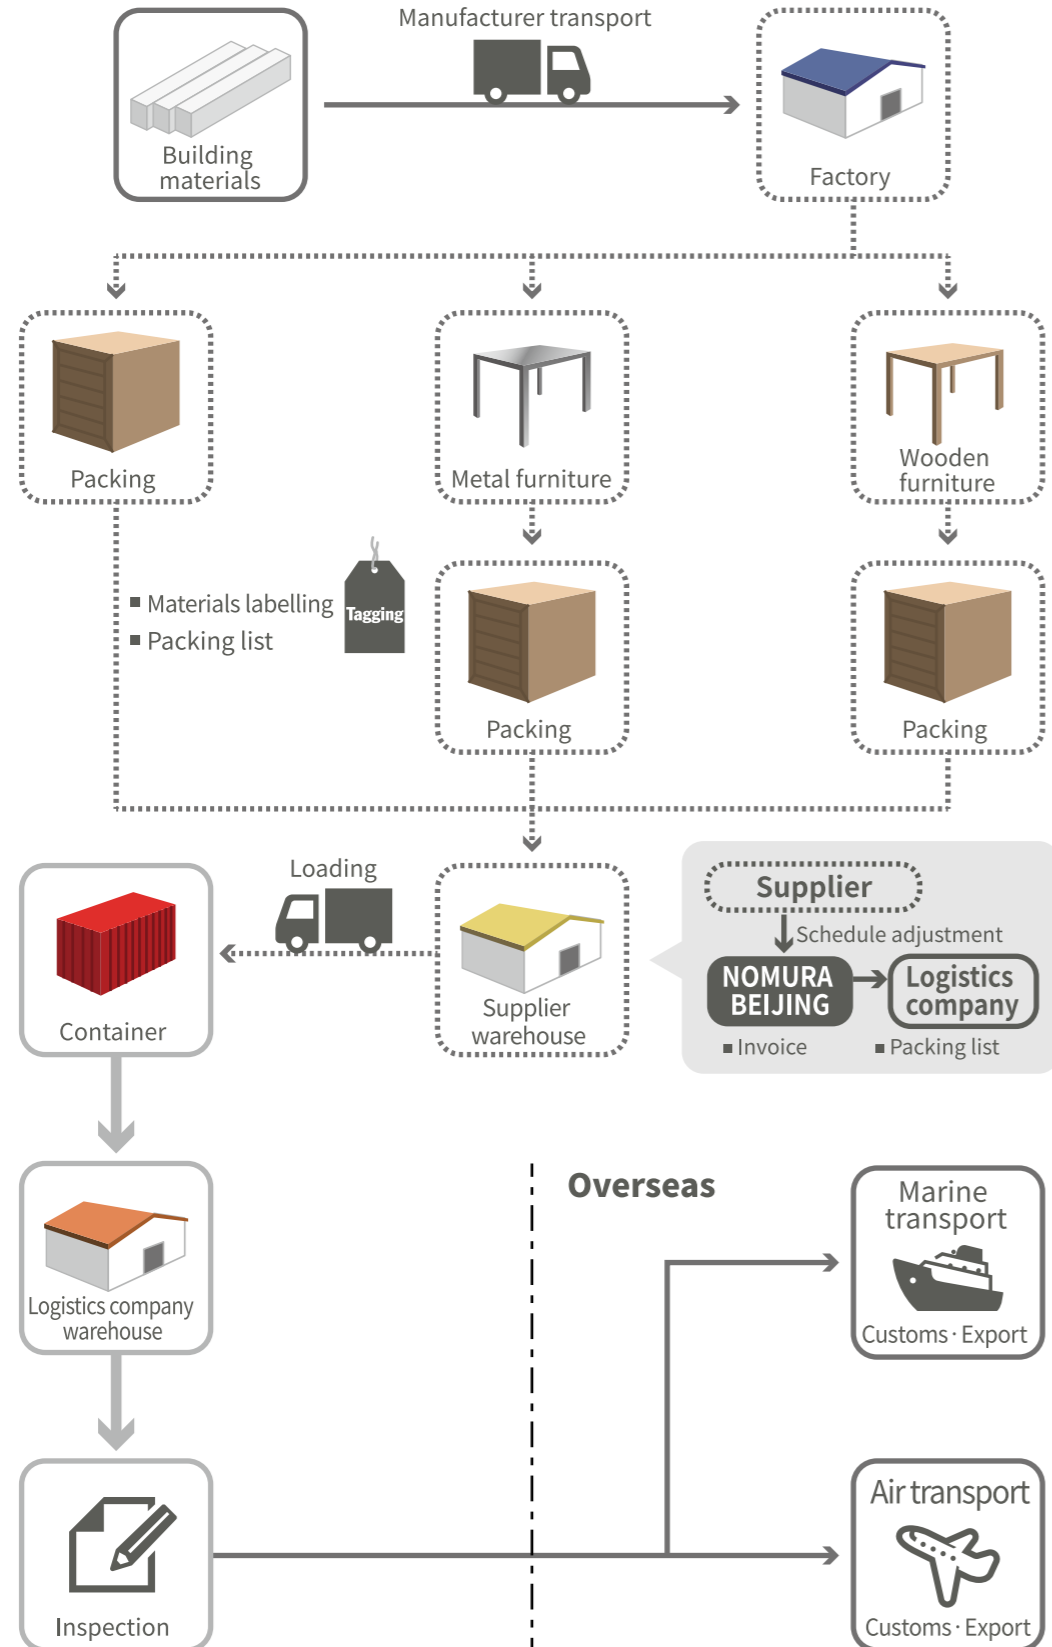 Manufacturer transport
Building
materials
Factory
Packing
Metal furniture
Wooden
furniture
■ Materials labelling
■ Packing list
Tagging
Packing
Packing
Loading
Container
Supplier
warehouse
Supplier
Schedule adjustment
NOMURA
BEIJING
Logistics
company
■ Invoice
■ Packing list
Logistics company
warehouse
Overseas
Marine
transport
Customs · Export
Inspection
Air transport
Customs · Export